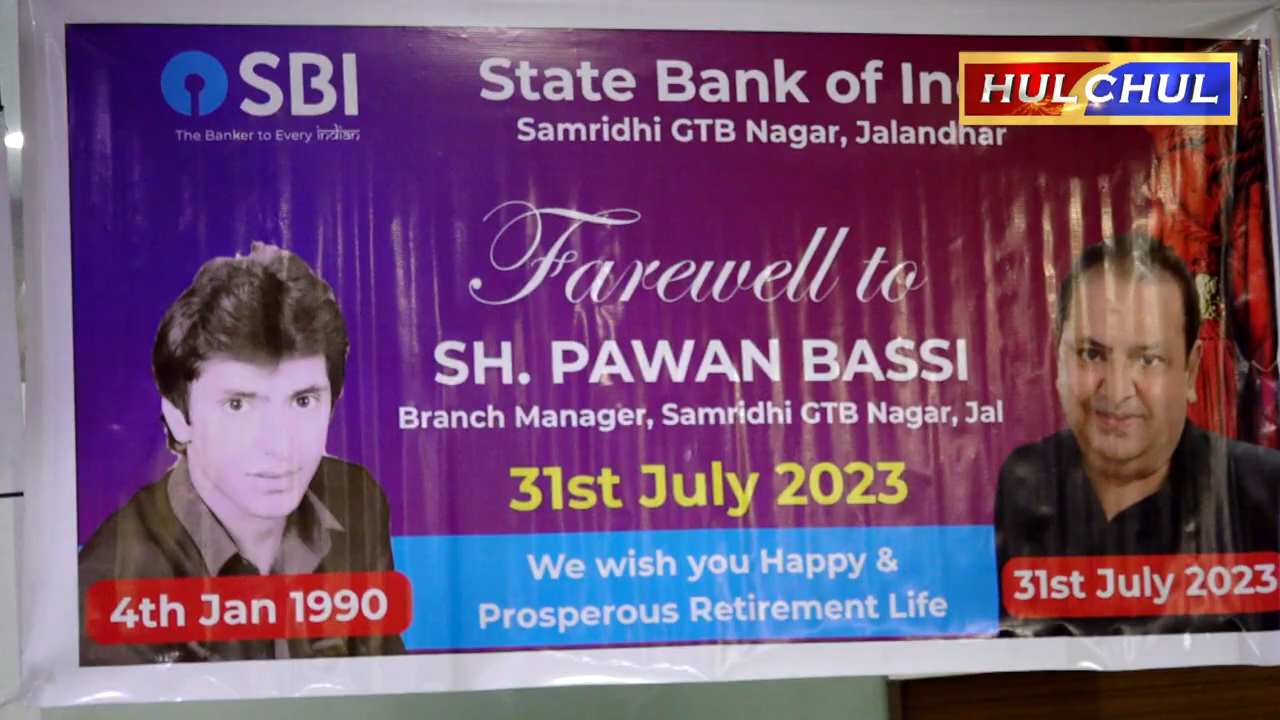 SBI
The Banker to Every indian
State Bank of In
HULCHUL
Samridhi GTB Nagar, Jalandhar
Farewell to
SH. PAWAN BASSI
Branch Manager, Samridhi GTB Nagar, Jal
31st July 2023
We wish you Happy &
Prosperous Retirement Life
4th Jan 1990
31st July 2023